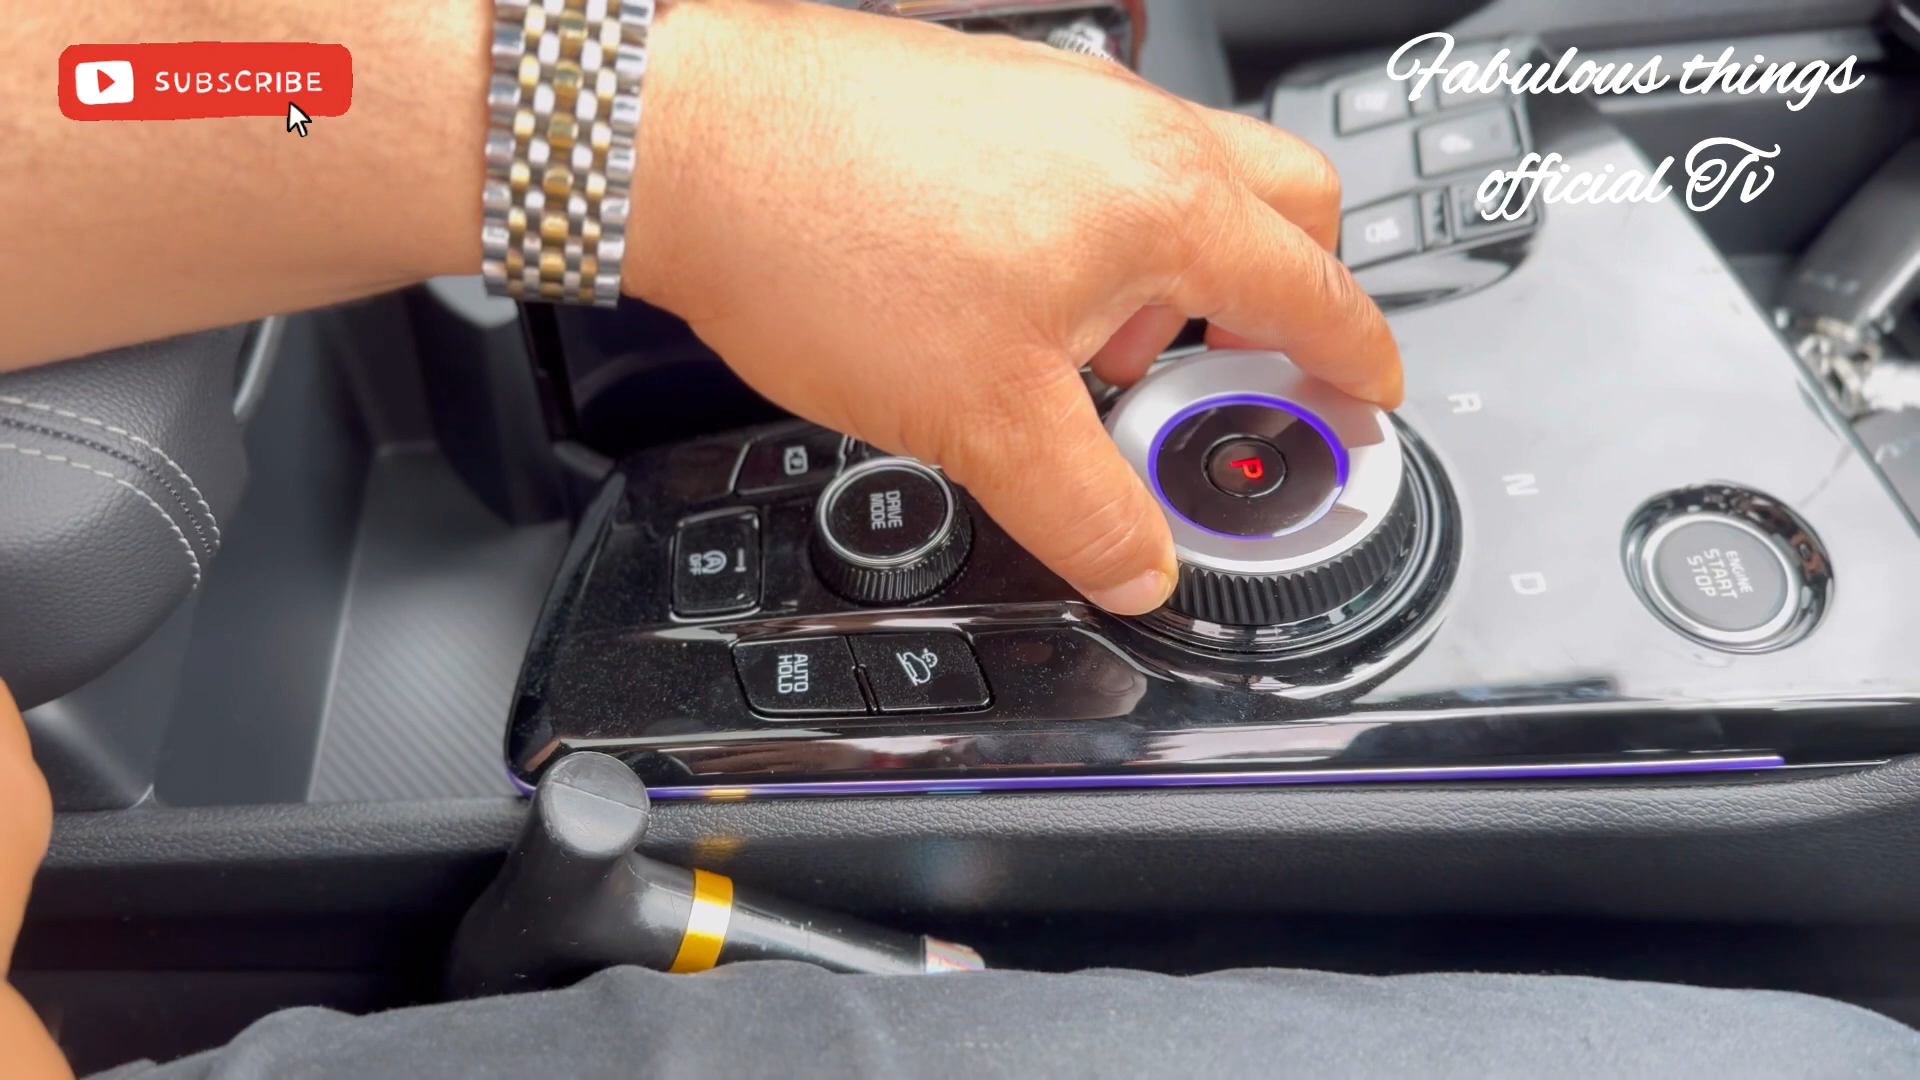 SUBSCRIBE
Fabulous things
official Tv
P
R
N
D
DRIVE
MODE
OFF
AUTO
HOLD
ENGINE
START
STOP